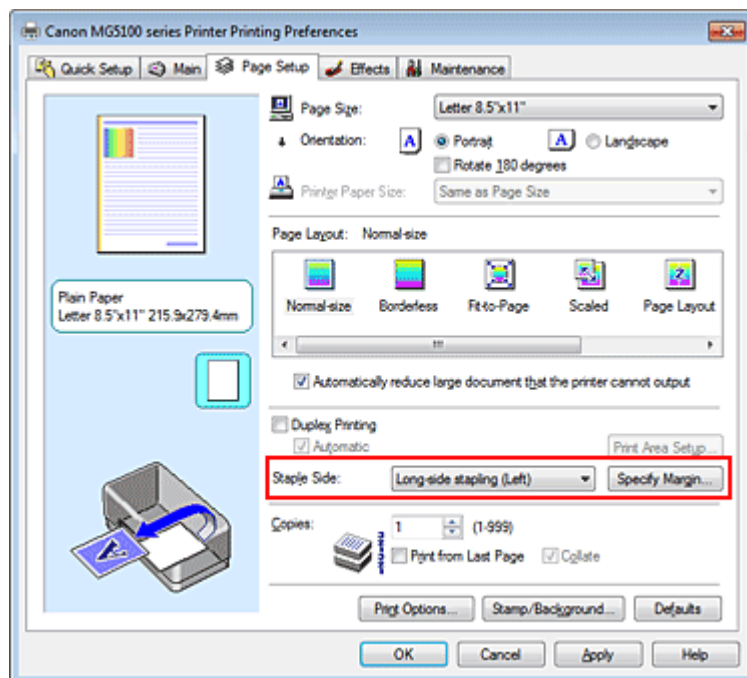 Canon MG5100 series Printer Printing Preferences
Quick Setup Main Page Setup Effects Maintenance
Page Size: Letter 8.5"x11"
Orientation: A Portrait A Landscape
Rotate 180 degrees
Printer Paper Size: Same as Page Size
Page Layout: Normal-size
Normal-size Borderless Fit-to-Page Scaled Page Layout
Plain Paper
Letter 8.5"x11" 215.9x279.4mm
Automatically reduce large document that the printer cannot output
Duplex Printing
Automatic Print Area Setup...
Staple Side: Long-side stapling (Left) Specify Margin...
Copies: 1 (1-999)
Print from Last Page Collate
Print Options... Stamp/Background... Defaults
OK Cancel Apply Help